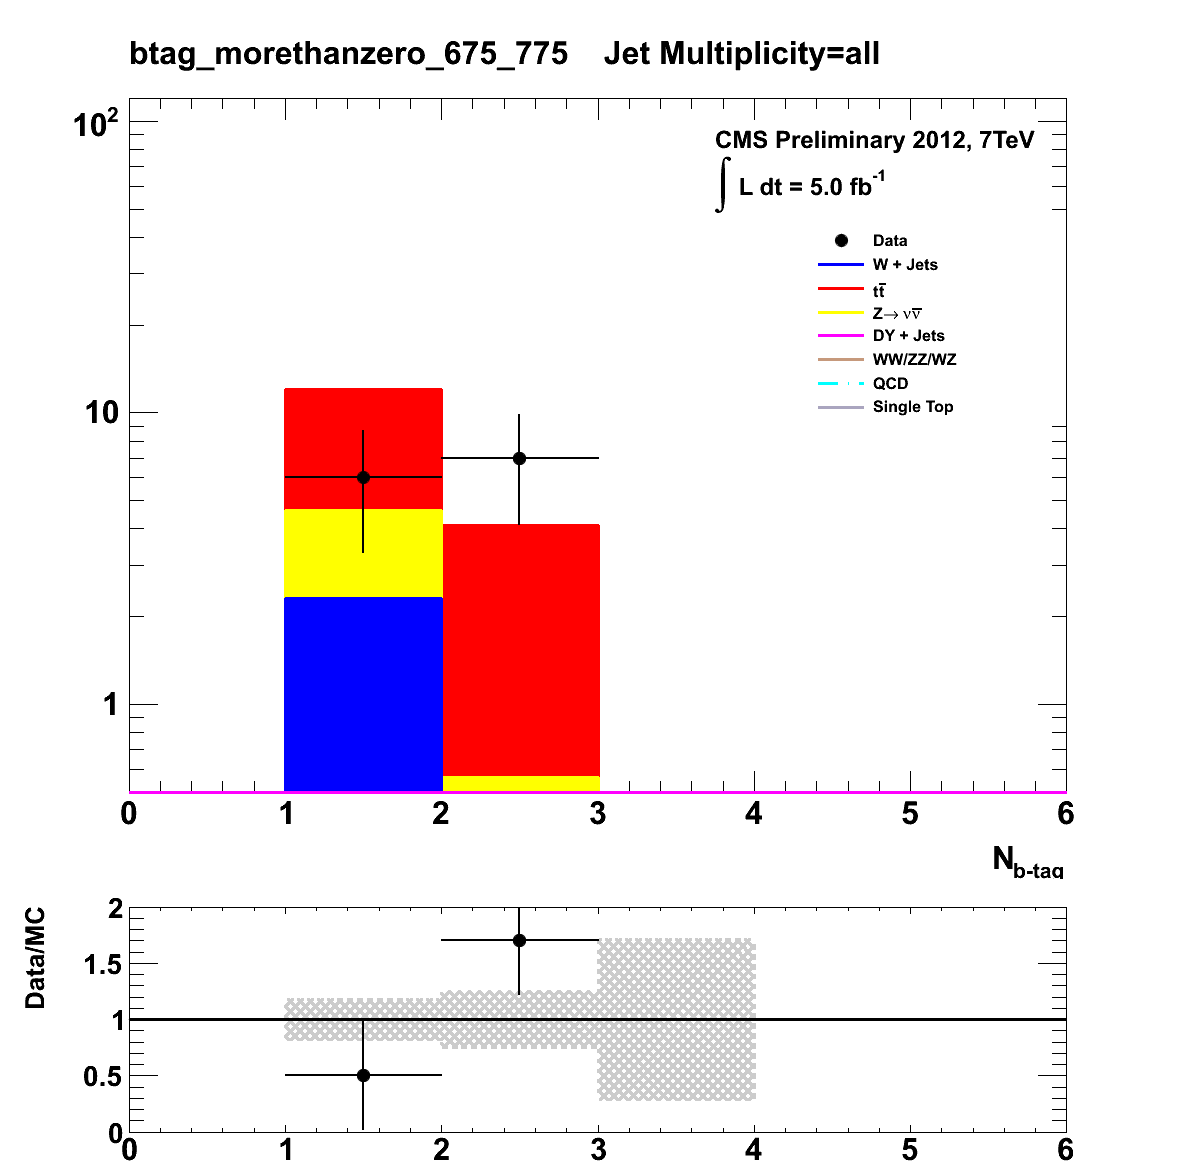 btag_morethanzero_675_775 Jet Multiplicity=all
10²
CMS Preliminary 2012, 7TeV
∫ L dt = 5.0 fb⁻¹
Data
W + Jets
tt̅
Z→ νν̅
DY + Jets
WW/ZZ/WZ
QCD
Single Top
10
1
0 1 2 3 4 5 6
N_b-tag
Data/MC
2
1.5
1
0.5
0
0 1 2 3 4 5 6